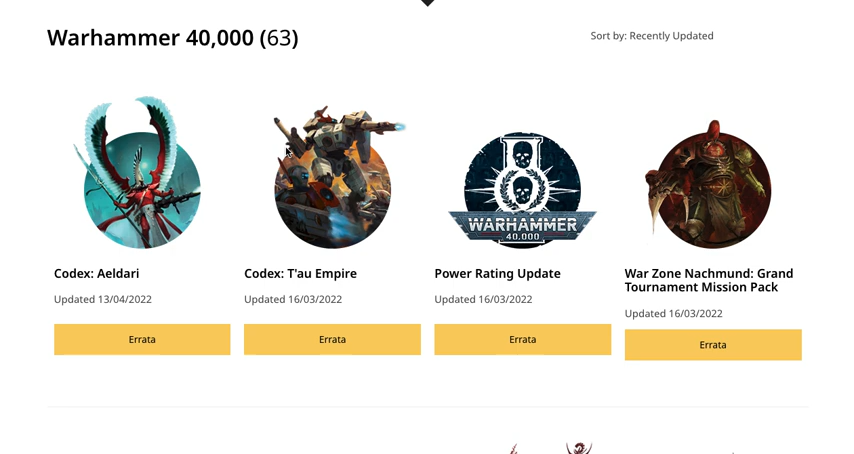 Warhammer 40,000 (63)
Sort by: Recently Updated
WARHAMMER
40,000
Codex: Aeldari
Updated 13/04/2022
Errata
Codex: T'au Empire
Updated 16/03/2022
Errata
Power Rating Update
Updated 16/03/2022
Errata
War Zone Nachmund: Grand
Tournament Mission Pack
Updated 16/03/2022
Errata